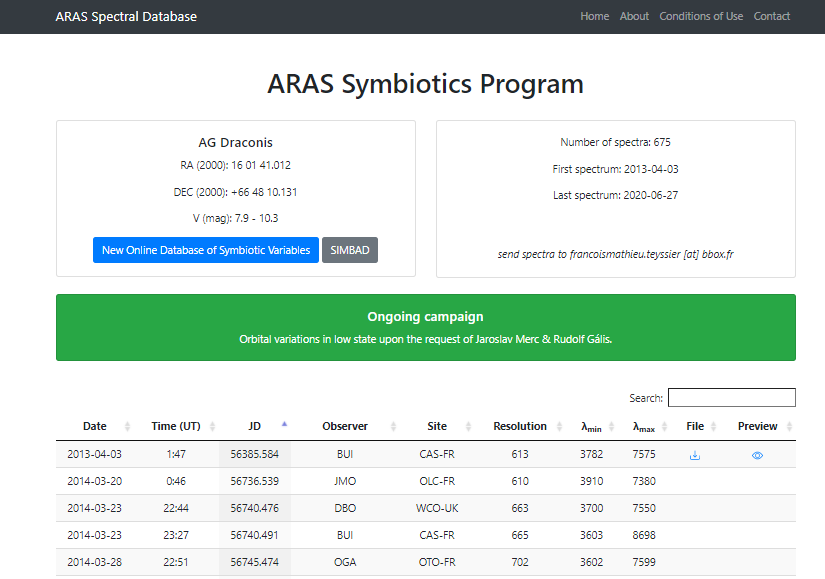 ARAS Spectral Database Home About Conditions of Use Contact
ARAS Symbiotics Program
AG Draconis
RA (2000): 16 01 41.012
DEC (2000): +66 48 10.131
V (mag): 7.9 - 10.3
New Online Database of Symbiotic Variables SIMBAD
Number of spectra: 675
First spectrum: 2013-04-03
Last spectrum: 2020-06-27
send spectra to francoismathieu.teyssier [at] bbox.fr
Ongoing campaign
Orbital variations in low state upon the request of Jaroslav Merc & Rudolf Gális.
Search:
Date Time (UT) JD Observer Site Resolution λmin λmax File Preview
2013-04-03 1:47 56385.584 BUI CAS-FR 613 3782 7575
2014-03-20 0:46 56736.539 JMO OLC-FR 610 3910 7380
2014-03-23 22:44 56740.476 DBO WCO-UK 663 3700 7550
2014-03-23 23:27 56740.491 BUI CAS-FR 665 3603 8698
2014-03-28 22:51 56745.474 OGA OTO-FR 702 3602 7599